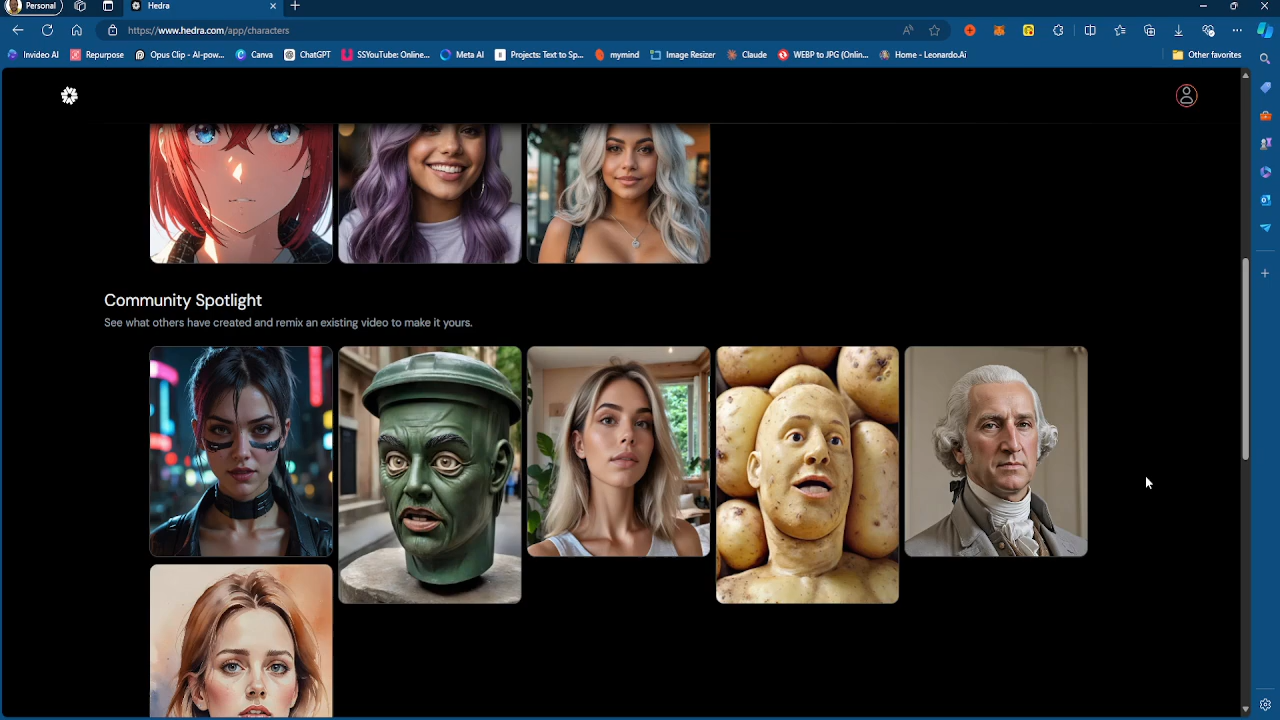 Personal
Hedra
https://www.hedra.com/app/characters
Invideo AI
Repurpose
Opus Clip - AI-pow...
Canva
ChatGPT
SSYouTube: Online...
Meta AI
Projects: Text to Sp...
mymind
Image Resizer
Claude
WEBP to JPG (Onlin...
Home - Leonardo.Ai
Other favorites
Community Spotlight
See what others have created and remix an existing video to make it yours.